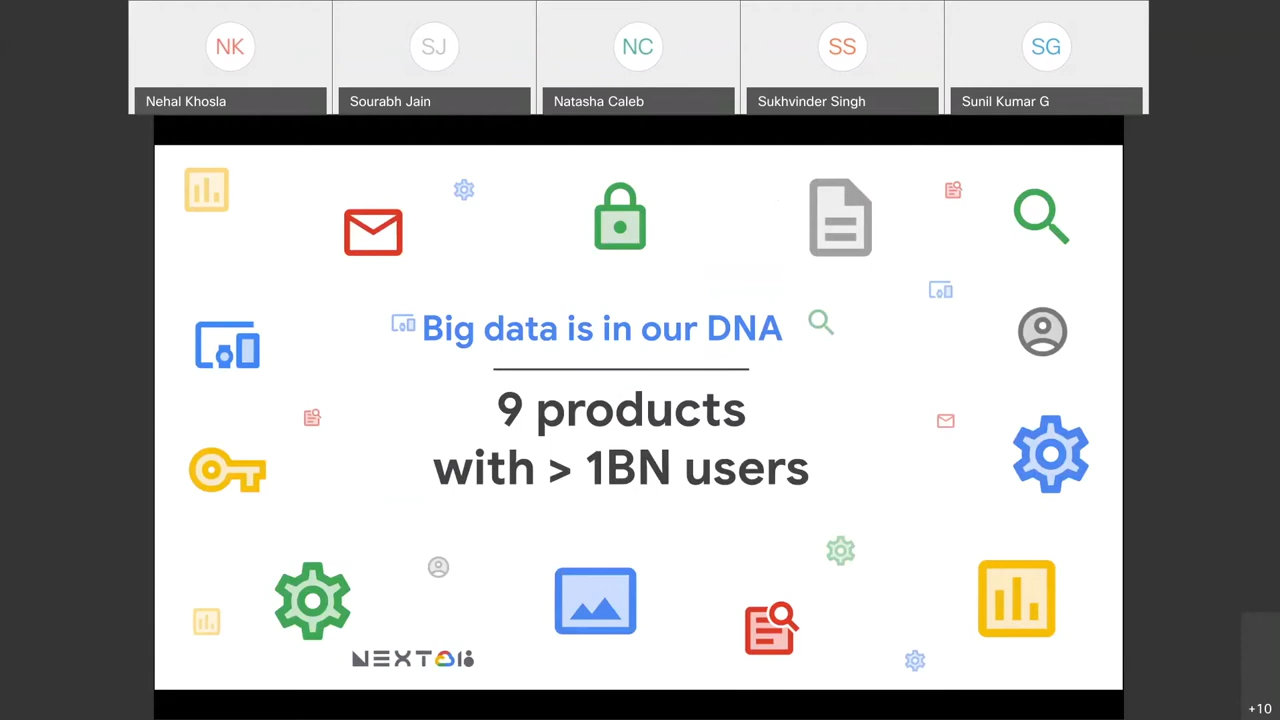 NK
SJ
NC
SS
SG
Nehal Khosla
Sourabh Jain
Natasha Caleb
Sukhvinder Singh
Sunil Kumar G
Big data is in our DNA
9 products
with > 1BN users
NEXT 18
+10